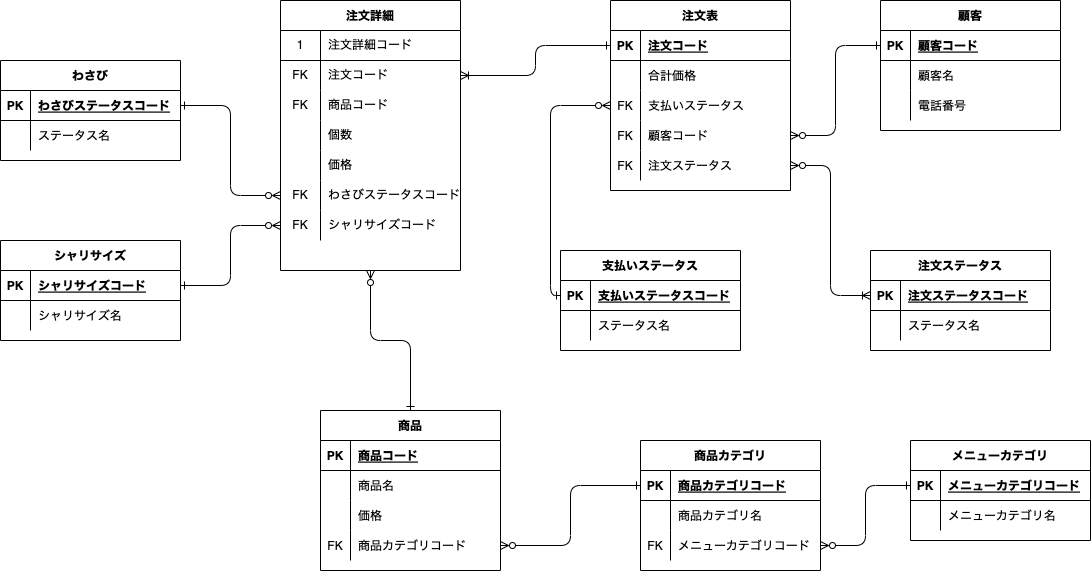 注文詳細
1 注文詳細コード
FK 注文コード
FK 商品コード
個数
価格
FK わさびステータスコード
FK シャリサイズコード
注文表
PK 注文コード
合計価格
FK 支払いステータス
FK 顧客コード
FK 注文ステータス
顧客
PK 顧客コード
顧客名
電話番号
わさび
PK わさびステータスコード
ステータス名
シャリサイズ
PK シャリサイズコード
シャリサイズ名
支払いステータス
PK 支払いステータスコード
ステータス名
注文ステータス
PK 注文ステータスコード
ステータス名
商品
PK 商品コード
商品名
価格
FK 商品カテゴリコード
商品カテゴリ
PK 商品カテゴリコード
商品カテゴリ名
FK メニューカテゴリコード
メニューカテゴリ
PK メニューカテゴリコード
メニューカテゴリ名